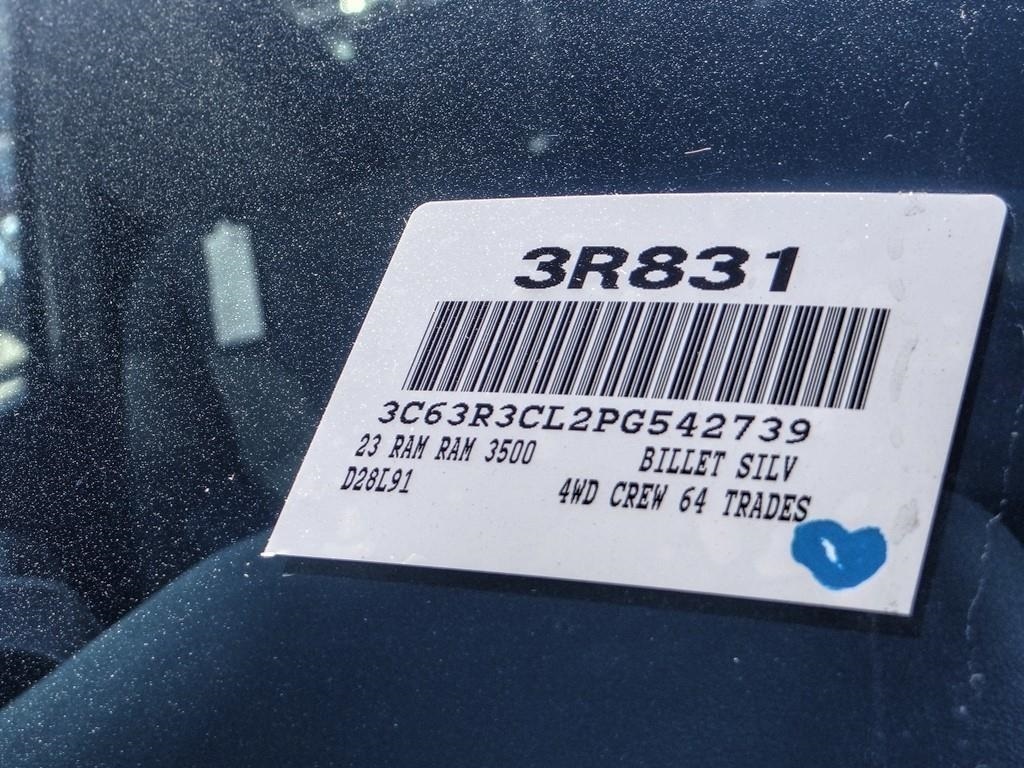 3R831
3C63R3CL2PG542739
23 RAM RAM 3500 BILLET SILV
D28L91 4WD CREW 64 TRADES